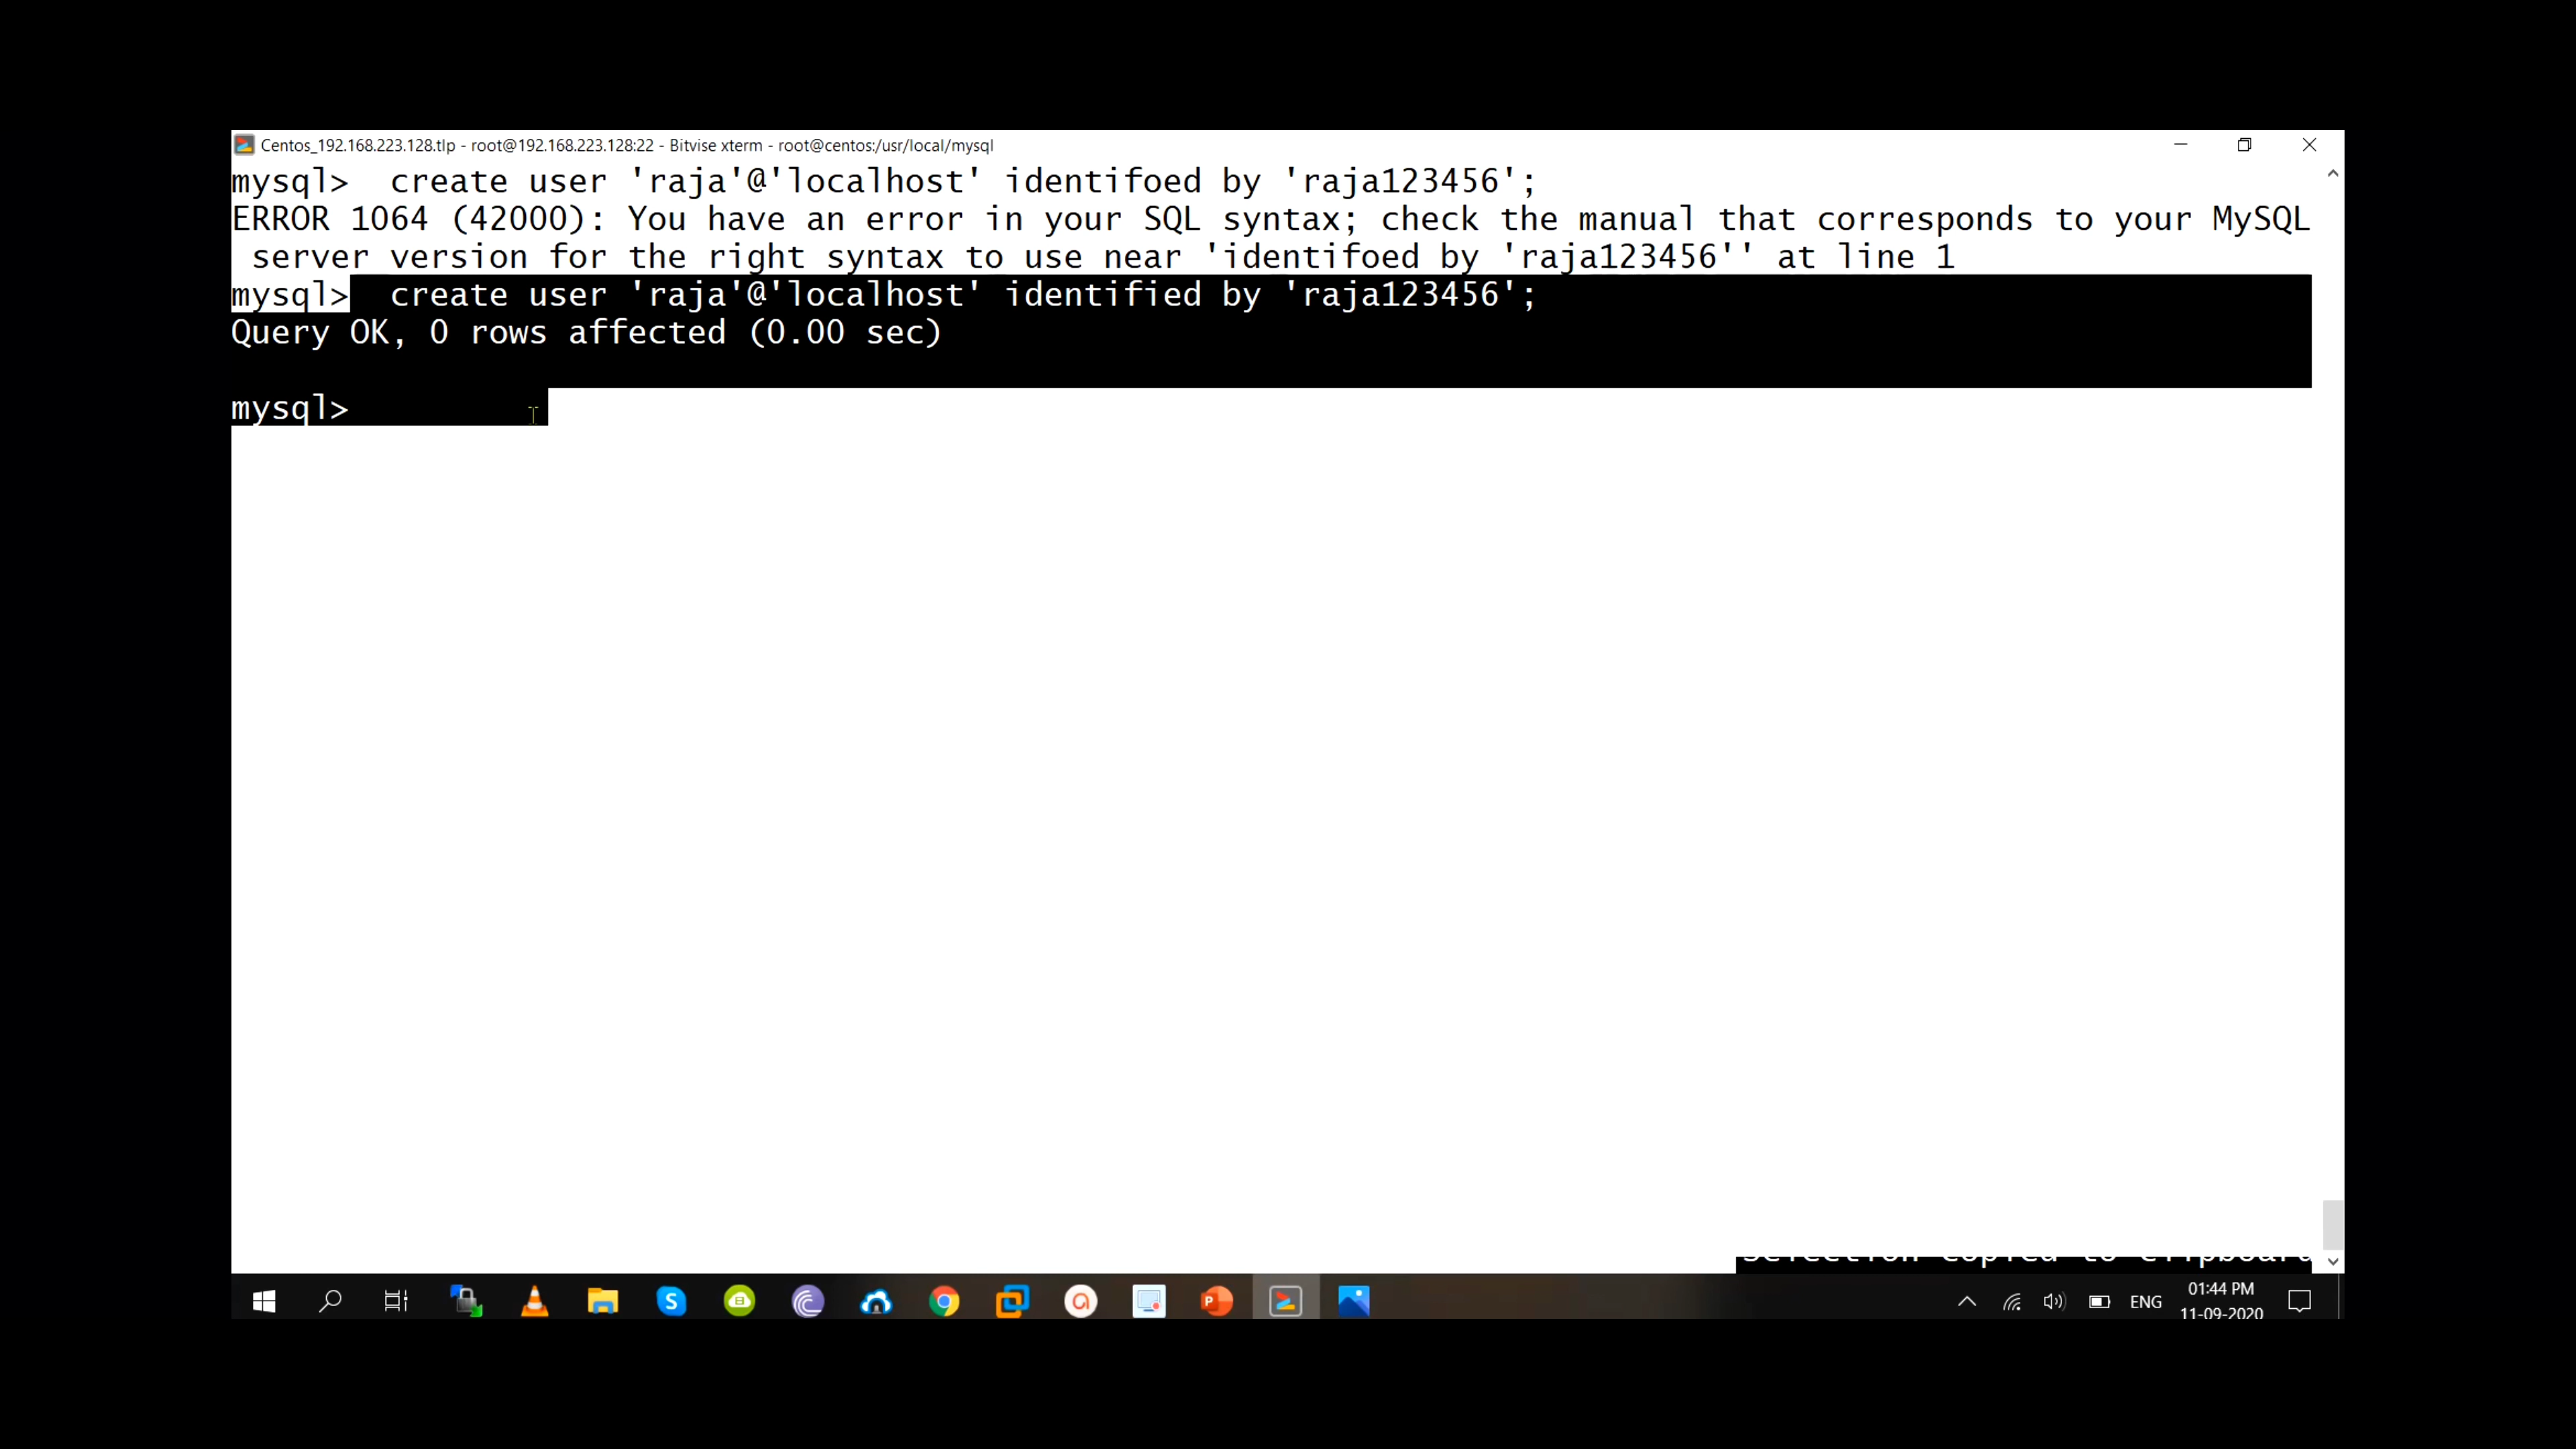 Centos_192.168.223.128.tlp - root@192.168.223.128:22 - Bitvise xterm - root@centos:/usr/local/mysql
mysql>  create user 'raja'@'localhost' identifoed by 'raja123456';
ERROR 1064 (42000): You have an error in your SQL syntax; check the manual that corresponds to your MySQL
 server version for the right syntax to use near 'identifoed by 'raja123456'' at line 1
mysql>  create user 'raja'@'localhost' identified by 'raja123456';
Query OK, 0 rows affected (0.00 sec)
mysql>
Selection copied to clipboard
ENG
01:44 PM
11-09-2020